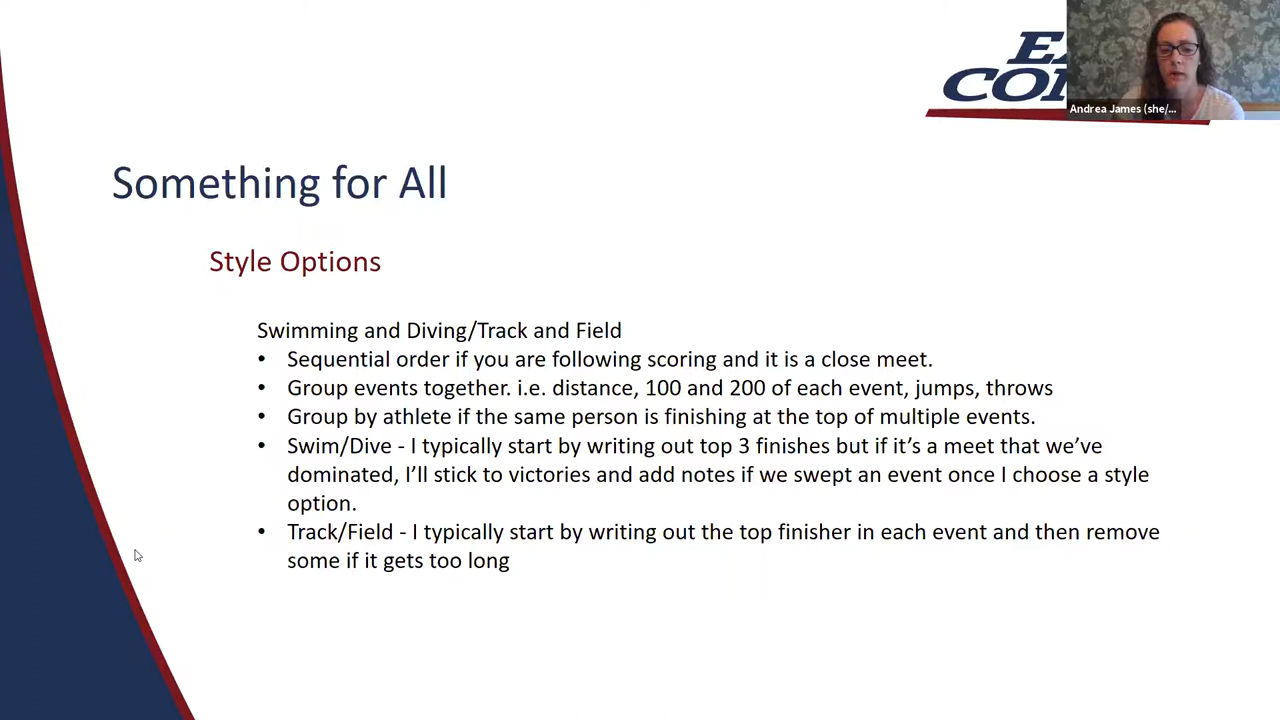 Andrea James (she/...
Something for All
Style Options
Swimming and Diving/Track and Field
• Sequential order if you are following scoring and it is a close meet.
• Group events together. i.e. distance, 100 and 200 of each event, jumps, throws
• Group by athlete if the same person is finishing at the top of multiple events.
• Swim/Dive - I typically start by writing out top 3 finishes but if it's a meet that we've
dominated, I'll stick to victories and add notes if we swept an event once I choose a style
option.
• Track/Field - I typically start by writing out the top finisher in each event and then remove
some if it gets too long